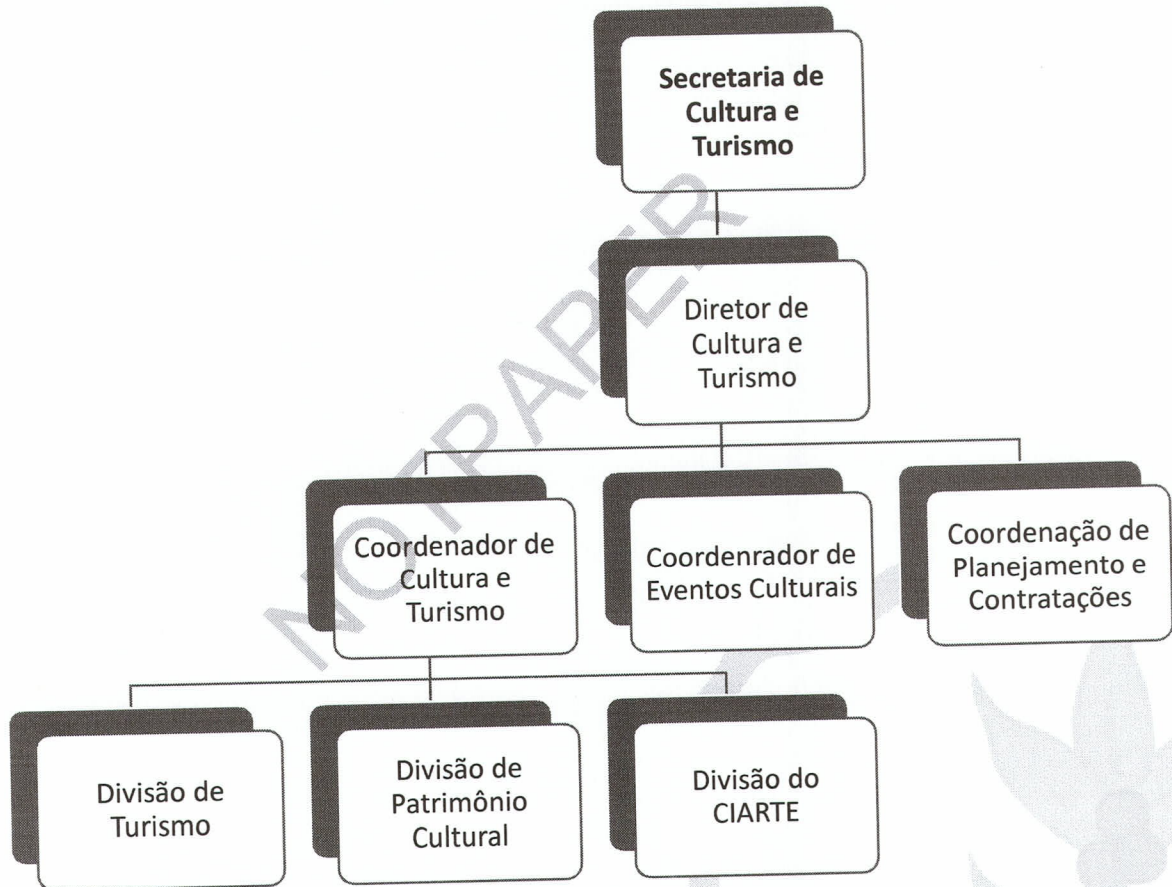 Secretaria de
Cultura e
Turismo
Diretor de
Cultura e
Turismo
Coordenador de
Cultura e
Turismo
Coordenrador de
Eventos Culturais
Coordenação de
Planejamento e
Contratações
Divisão de
Turismo
Divisão de
Patrimônio
Cultural
Divisão do
CIARTE
NOTPAPER